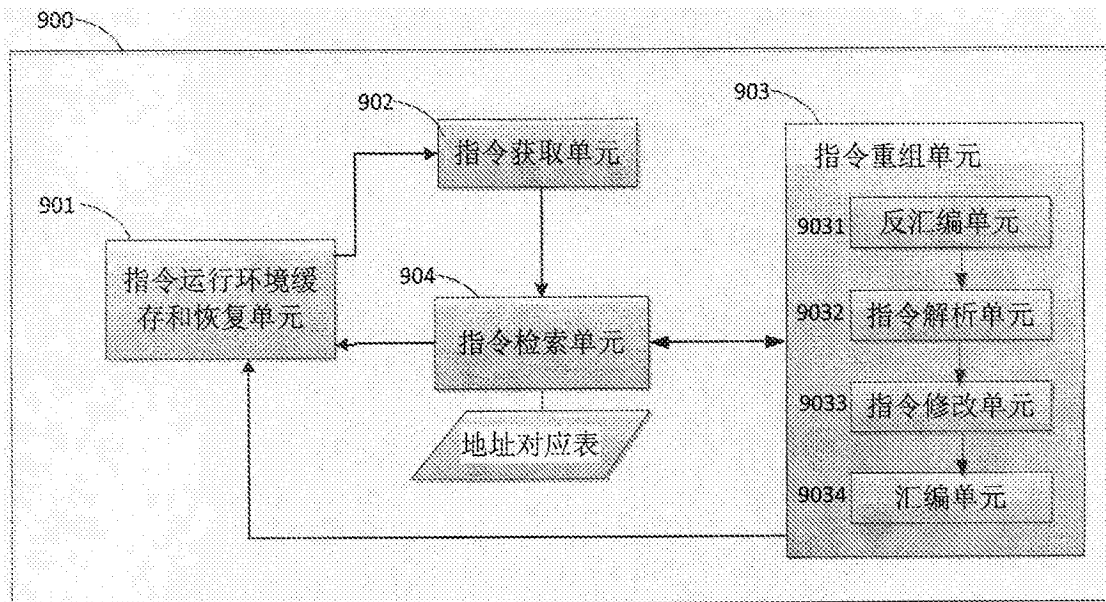 900
902
指令获取单元
903
指令重组单元
901
指令运行环境缓
存和恢复单元
9031
反汇编单元
904
指令检索单元
9032
指令解析单元
地址对应表
9033
指令修改单元
9034
汇编单元